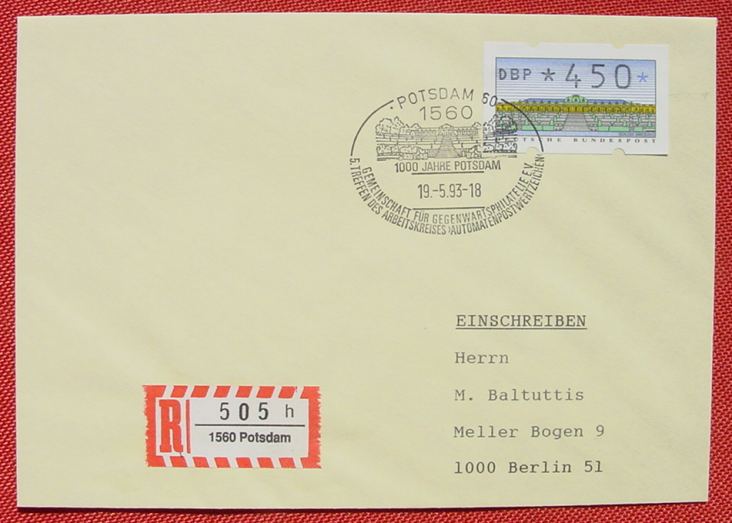 DBP *450*
DEUTSCHE BUNDESPOST
POTSDAM 60
1560
1000 JAHRE POTSDAM
19.-5.93-18
GEMEINSCHAFT FÜR GEGENWARTSPHILATELIE E.V.
5. TREFFEN DES ARBEITSKREISES ›AUTOMATENPOSTWERTZEICHEN‹
EINSCHREIBEN
Herrn
M. Baltuttis
Meller Bogen 9
1000 Berlin 51
R
505 h
1560 Potsdam